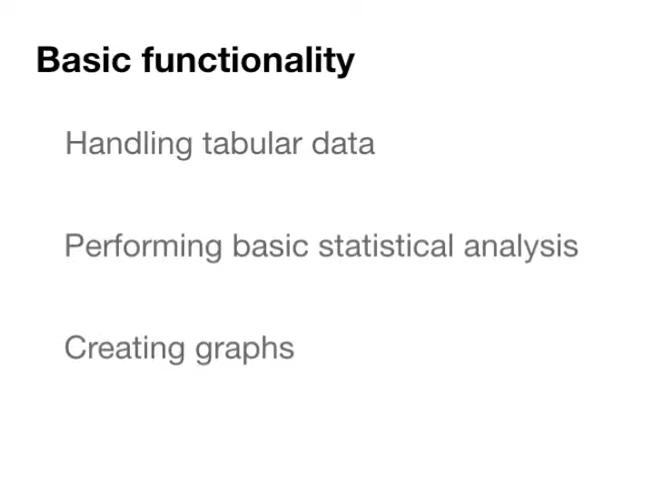 Basic functionality
Handling tabular data
Performing basic statistical analysis
Creating graphs